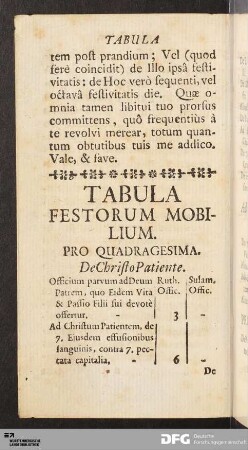 TABULA
tem post prandium; Vel (quod
ferè coincidit) de Illo ipsâ festi-
vitatis: de Hoc verò sequenti, vel
octavâ festivitatis die. Quæ o-
mnia tamen libitui tuo prorsus
committens, quô frequentiùs à
te revolvi merear, totum quan-
tum obtutibus tuis me addico.
Vale, & fave.
TABULA
FESTORUM MOBI-
LIUM.
PRO QUADRAGESIMA.
De Christo Patiente.
Officium parvum ad Deum Ruth. Sulam.
Patrem, quo Eidem Vita Offic. Offic.
& Passio Filii sui devotè
offertur. - 3 -
Ad Christum Patientem, de
7. Ejusdem effusionibus
sanguinis, contra 7. pec-
cata capitalia. - 6 -
De
DFG Deutsche
Forschungsgemeinschaft